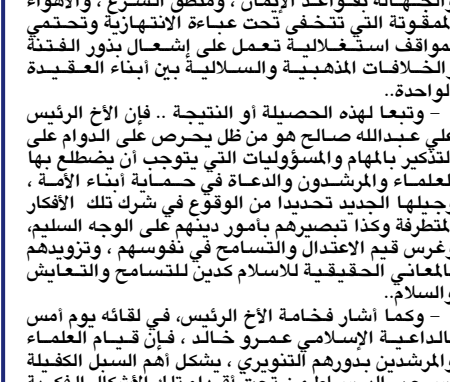 والجهالة بقواعد الإيمان ، ومنطق الشرع ، والأهواء
الممقوتة التي تتخفى تحت عباءة الانتهازية وتحتمي
بمواقف استغلالية تعمل على إشعال بذور الفتنة
والخلافات المذهبية والسلالية بين أبناء العقيدة
الواحدة..
- وتبعا لهذه الحصيلة أو النتيجة .. فإن الأخ الرئيس
علي عبدالله صالح هو من ظل يحرص على الدوام على
التذكير بالمهام والمسؤوليات التي يتوجب أن يضطلع بها
العلماء والمرشدون والدعاة في حماية أبناء الأمة ،
وجيلها الجديد تحديدا من الوقوع في شرك تلك الأفكار
المتطرفة وكذا تبصيرهم بأمور دينهم على الوجه السليم،
وغرس قيم الاعتدال والتسامح في نفوسهم ، وتزويدهم
بالمعاني الحقيقية للاسلام كدين للتسامح والتعايش
والسلام..
- وكما أشار فخامة الأخ الرئيس، في لقائه يوم أمس
بالداعية الإسلامي عمرو خالد ، فإن قيام العلماء
والمرشدين بدورهم التنويري ، يشكل أهم السبل الكفيلة